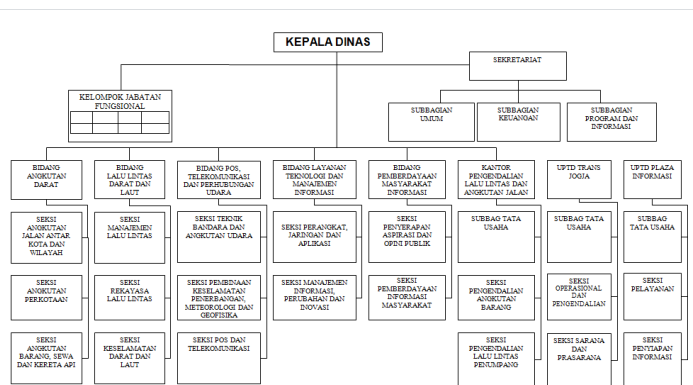 KEPALA DINAS
SEKRETARIAT
KELOMPOK JABATAN
FUNGSIONAL
SUBBAGIAN
UMUM
SUBBAGIAN
KEUANGAN
SUBBAGIAN
PROGRAM DAN
INFORMASI
BIDANG
ANGKUTAN
DARAT
BIDANG
LALU LINTAS
DARAT DAN
LAUT
BIDANG POS,
TELEKOMUNIKASI
DAN PERHUBUNGAN
UDARA
BIDANG LAYANAN
TEKNOLOGI DAN
MANAJEMEN
INFORMASI
BIDANG
PEMBERDAYAAN
MASYARAKAT
INFORMASI
KANTOR
PENGENDALIAN
LALU LINTAS DAN
ANGKUTAN JALAN
UPTD TRANS
JOGJA
UPTD PLAZA
INFORMASI
SEKSI
ANGKUTAN
JALAN ANTAR
KOTA DAN
WILAYAH
SEKSI
MANAJEMEN
LALU LINTAS
SEKSI TEKNIK
BANDARA DAN
ANGKUTAN UDARA
SEKSI PERANGKAT,
JARINGAN DAN
APLIKASI
SEKSI
PENYERAPAN
ASPIRASI DAN
OPINI PUBLIK
SUBBAG TATA
USAHA
SUBBAG TATA
USAHA
SUBBAG
TATA USAHA
SEKSI
ANGKUTAN
PERKOTAAN
SEKSI
REKAYASA
LALU LINTAS
SEKSI PEMBINAAN
KESELAMATAN
PENERBANGAN,
METEOROLOGI DAN
GEOFISIKA
SEKSI MANAJEMEN
INFORMASI,
PERUBAHAN DAN
INOVASI
SEKSI
PEMBERDAYAAN
INFORMASI
MASYARAKAT
SEKSI
PENGENDALIAN
ANGKUTAN
BARANG
SEKSI
OPERASIONAL
DAN
PENGENDALIAN
SEKSI
PELAYANAN
SEKSI
ANGKUTAN
BARANG, SEWA
DAN KERETA API
SEKSI
KESELAMATAN
DARAT DAN
LAUT
SEKSI POS DAN
TELEKOMUNIKASI
SEKSI
PENGENDALIAN
LALU LINTAS
PENUMPANG
SEKSI SARANA
DAN
PRASARANA
SEKSI
PENYIAPAN
INFORMASI